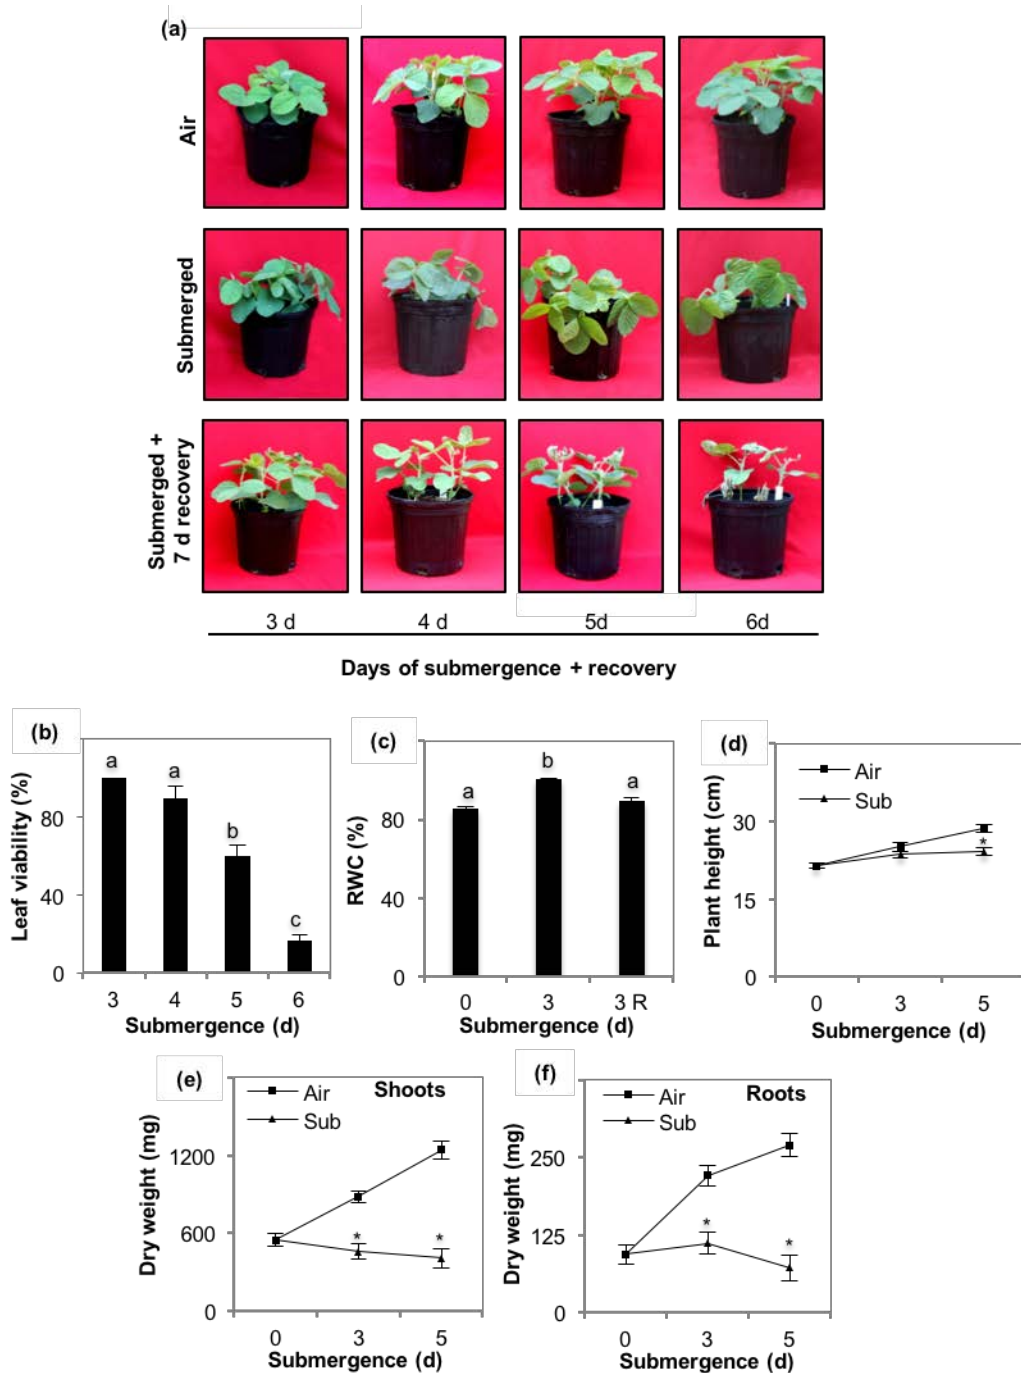 (a)
Air
Submerged
Submerged +
7 d recovery
3 d
4 d
5d
6d
Days of submergence + recovery
(b)
Leaf viability (%)
80
40
0
a
a
b
c
3
4
5
6
Submergence (d)
(c)
RWC (%)
80
40
0
a
b
a
0
3
3 R
Submergence (d)
(d)
Plant height (cm)
30
15
0
Air
Sub
*
0
3
5
Submergence (d)
(e)
Dry weight (mg)
1200
600
0
Air
Sub
Shoots
*
*
0
3
5
Submergence (d)
(f)
Dry weight (mg)
250
125
0
Air
Sub
Roots
*
*
0
3
5
Submergence (d)